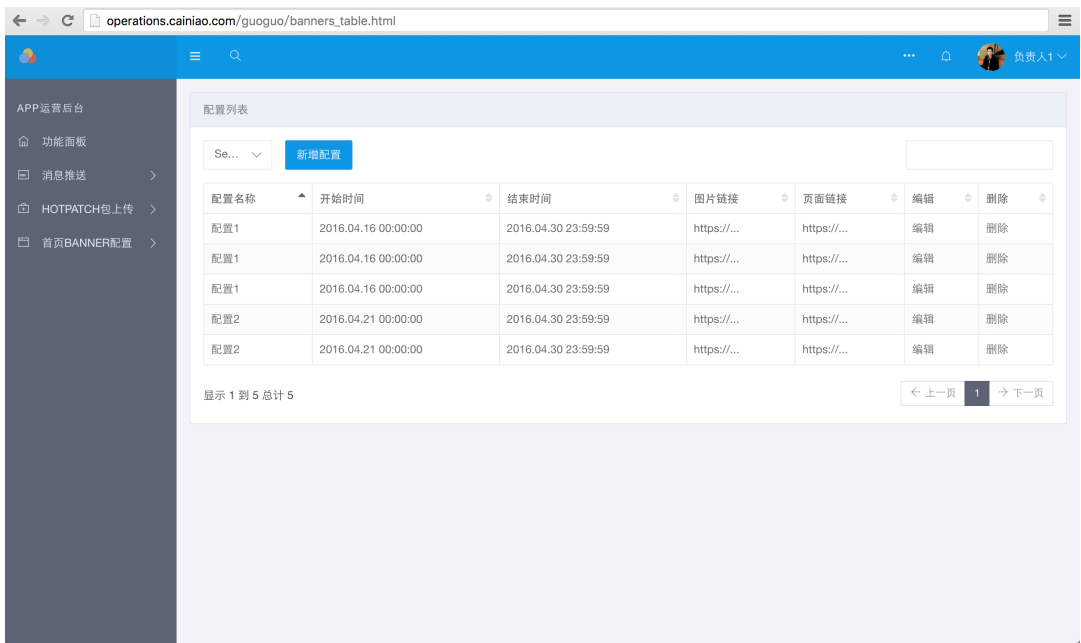 operations.cainiao.com/guoguo/banners_table.html
负责人1
APP运营后台
功能面板
消息推送
HOTPATCH包上传
首页BANNER配置
配置列表
Se... 新增配置
配置名称 开始时间 结束时间 图片链接 页面链接 编辑 删除
配置1 2016.04.16 00:00:00 2016.04.30 23:59:59 https://... https://... 编辑 删除
配置1 2016.04.16 00:00:00 2016.04.30 23:59:59 https://... https://... 编辑 删除
配置1 2016.04.16 00:00:00 2016.04.30 23:59:59 https://... https://... 编辑 删除
配置2 2016.04.21 00:00:00 2016.04.30 23:59:59 https://... https://... 编辑 删除
配置2 2016.04.21 00:00:00 2016.04.30 23:59:59 https://... https://... 编辑 删除
显示 1 到 5 总计 5
← 上一页 1 → 下一页